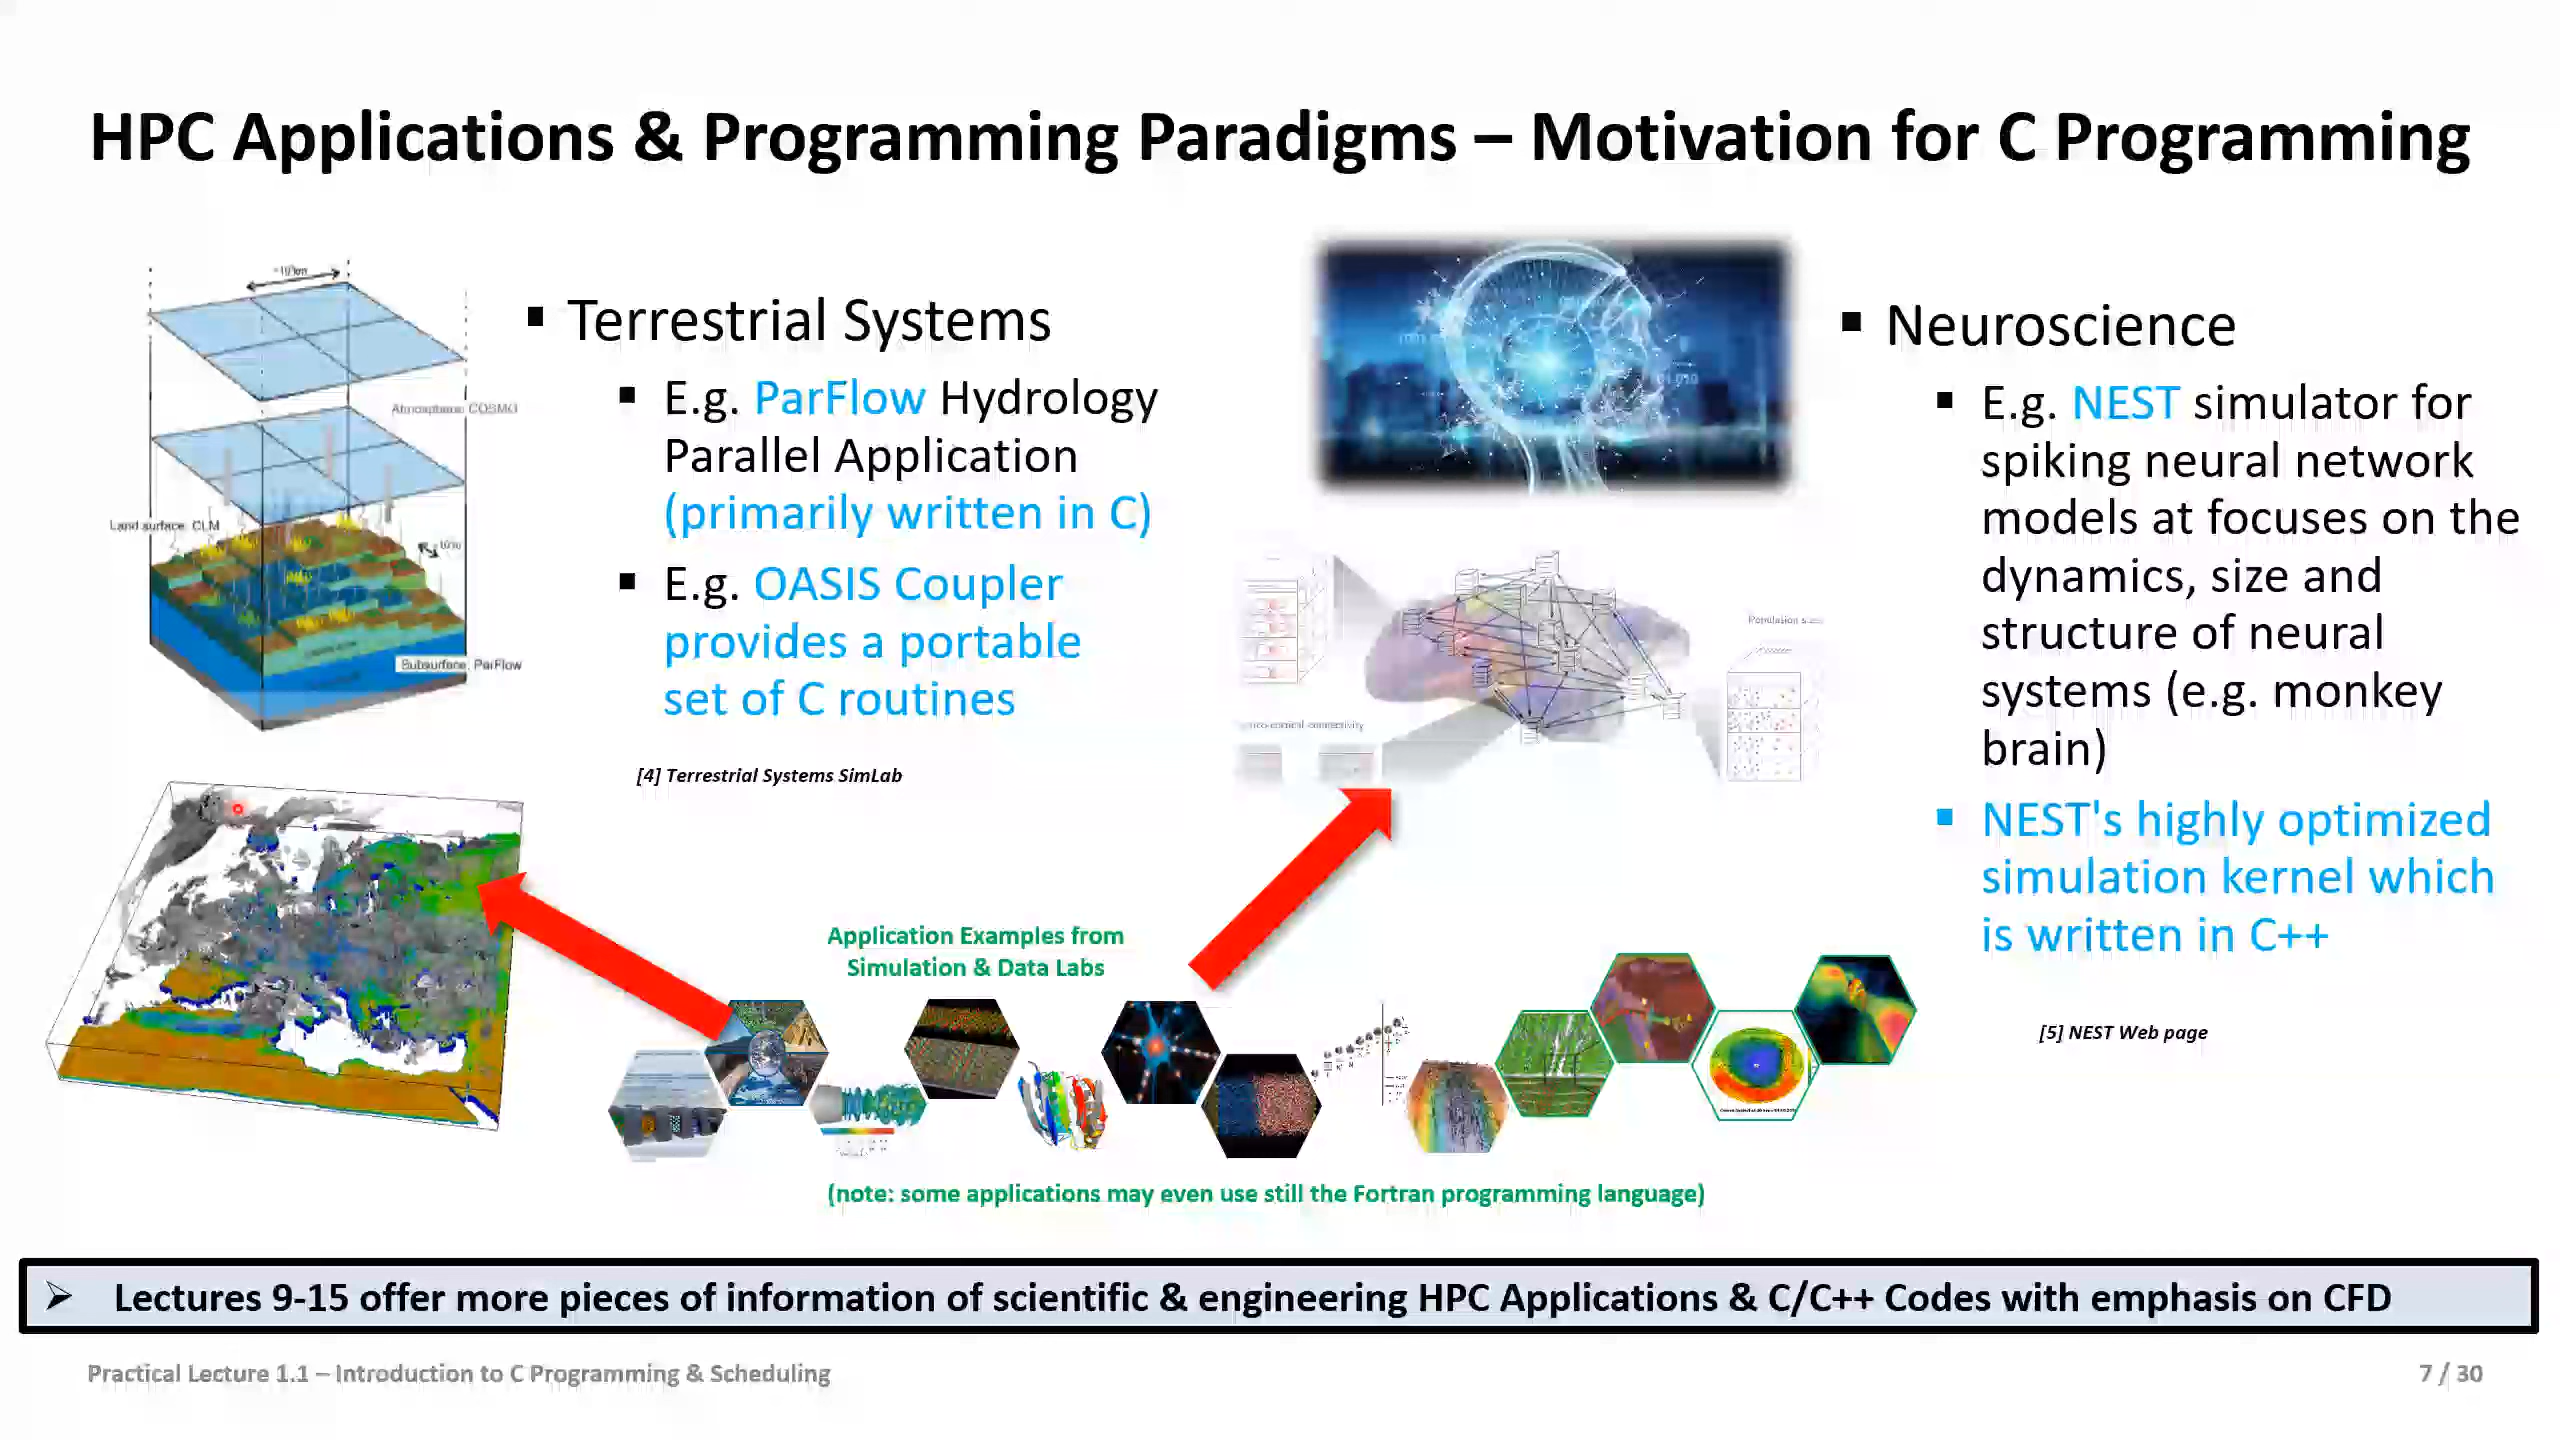 HPC Applications & Programming Paradigms – Motivation for C Programming
Atmosphere: COSMO
Land surface, CLM
Subsurface, ParFlow
▪ Terrestrial Systems
▪ E.g. ParFlow Hydrology
Parallel Application
(primarily written in C)
▪ E.g. OASIS Coupler
provides a portable
set of C routines
[4] Terrestrial Systems SimLab
Population
▪ Neuroscience
▪ E.g. NEST simulator for
spiking neural network
models at focuses on the
dynamics, size and
structure of neural
systems (e.g. monkey
brain)
▪ NEST's highly optimized
simulation kernel which
is written in C++
[5] NEST Web page
Application Examples from
Simulation & Data Labs
(note: some applications may even use still the Fortran programming language)
➢ Lectures 9-15 offer more pieces of information of scientific & engineering HPC Applications & C/C++ Codes with emphasis on CFD
Practical Lecture 1.1 – Introduction to C Programming & Scheduling
7 / 30